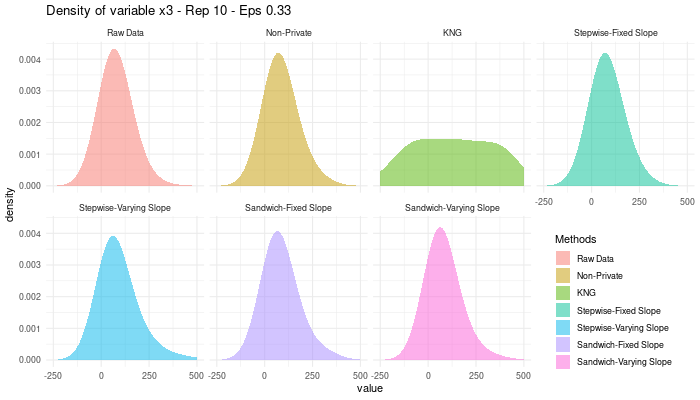 Density of variable x3 - Rep 10 - Eps 0.33
Raw Data
Non-Private
KNG
Stepwise-Fixed Slope
0.004
0.003
0.002
0.001
0.000
-250 0 250 500
density
Stepwise-Varying Slope
Sandwich-Fixed Slope
Sandwich-Varying Slope
0.004
0.003
0.002
0.001
0.000
-250 0 250 500
-250 0 250 500
-250 0 250 500
value
Methods
Raw Data
Non-Private
KNG
Stepwise-Fixed Slope
Stepwise-Varying Slope
Sandwich-Fixed Slope
Sandwich-Varying Slope